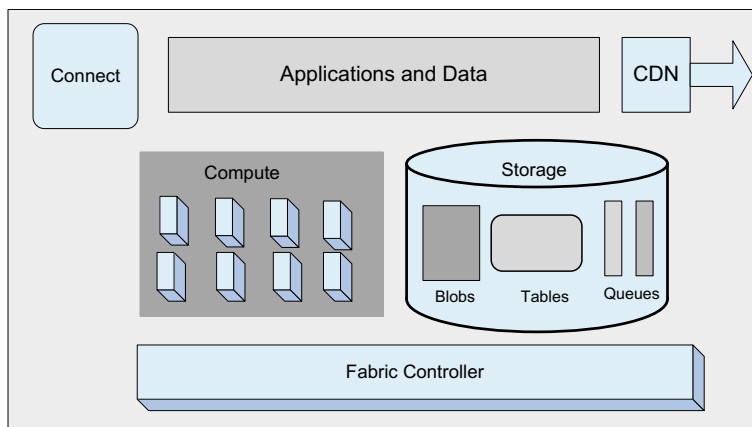 Connect
Applications and Data
CDN
Compute
Storage
Blobs
Tables
Queues
Fabric Controller